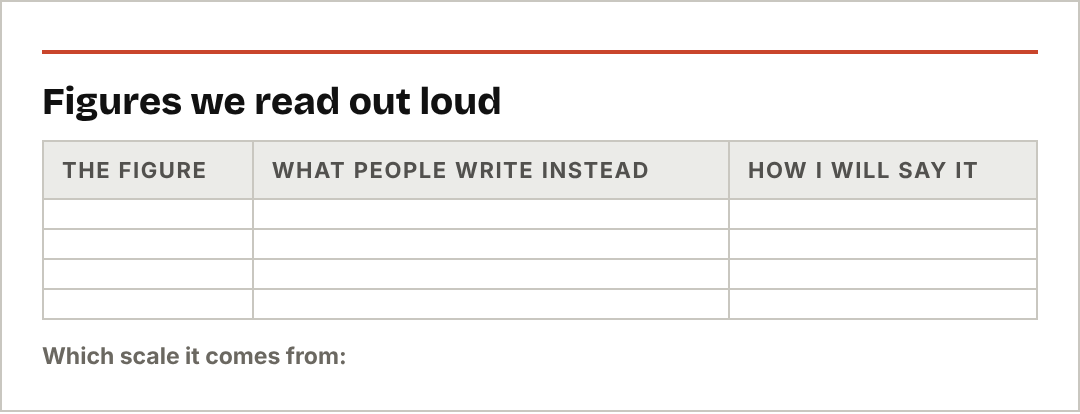 Figures we read out loud
THE FIGURE WHAT PEOPLE WRITE INSTEAD HOW I WILL SAY IT
Which scale it comes from: